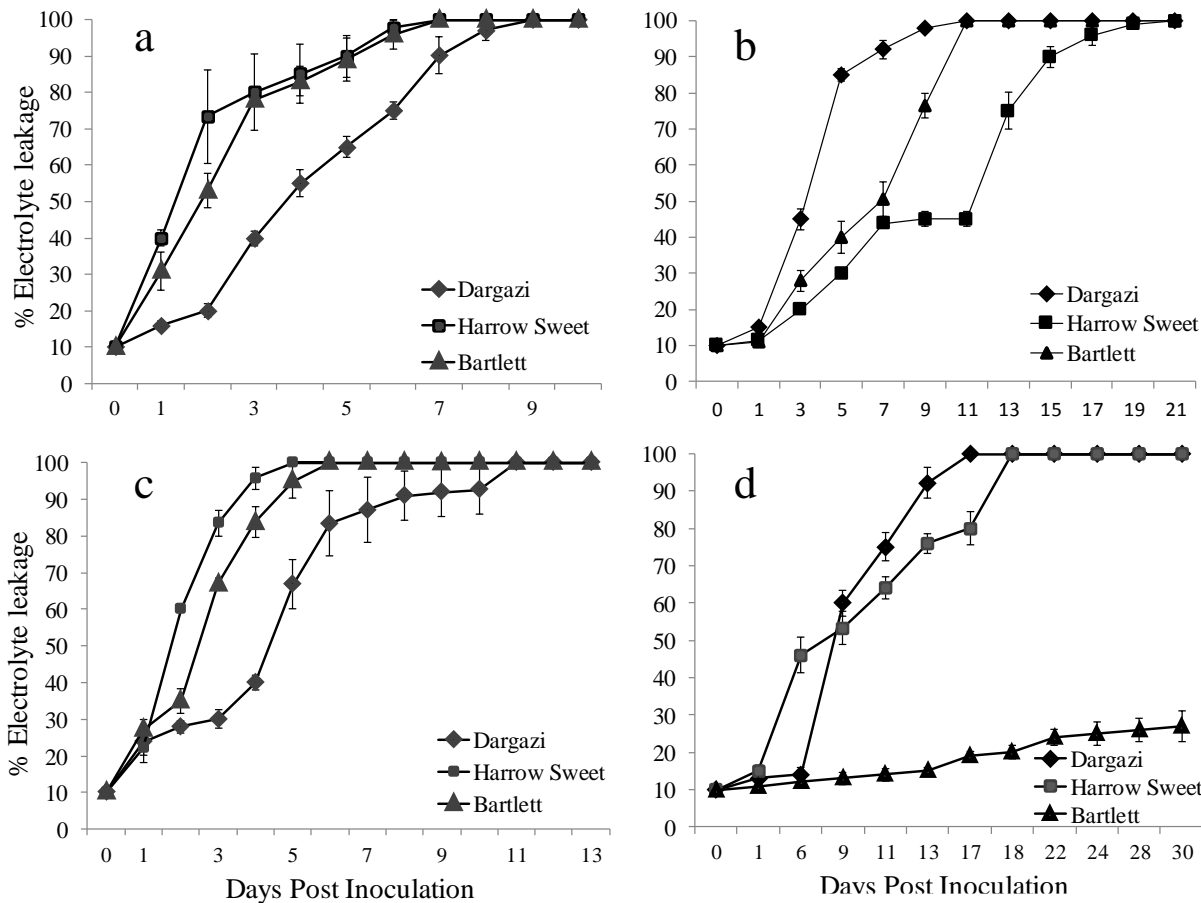 a
% Electrolyte leakage
100
90
80
70
60
50
40
30
20
10
0
0 1 3 5 7 9
Dargazi
Harrow Sweet
Bartlett
b
100
90
80
70
60
50
40
30
20
10
0
0 1 3 5 7 9 11 13 15 17 19 21
Dargazi
Harrow Sweet
Bartlett
c
% Electrolyte leakage
100
90
80
70
60
50
40
30
20
10
0
0 1 3 5 7 9 11 13
Days Post Inoculation
Dargazi
Harrow Sweet
Bartlett
d
100
90
80
70
60
50
40
30
20
10
0
0 1 6 9 11 13 17 18 22 24 28 30
Days Post Inoculation
Dargazi
Harrow Sweet
Bartlett